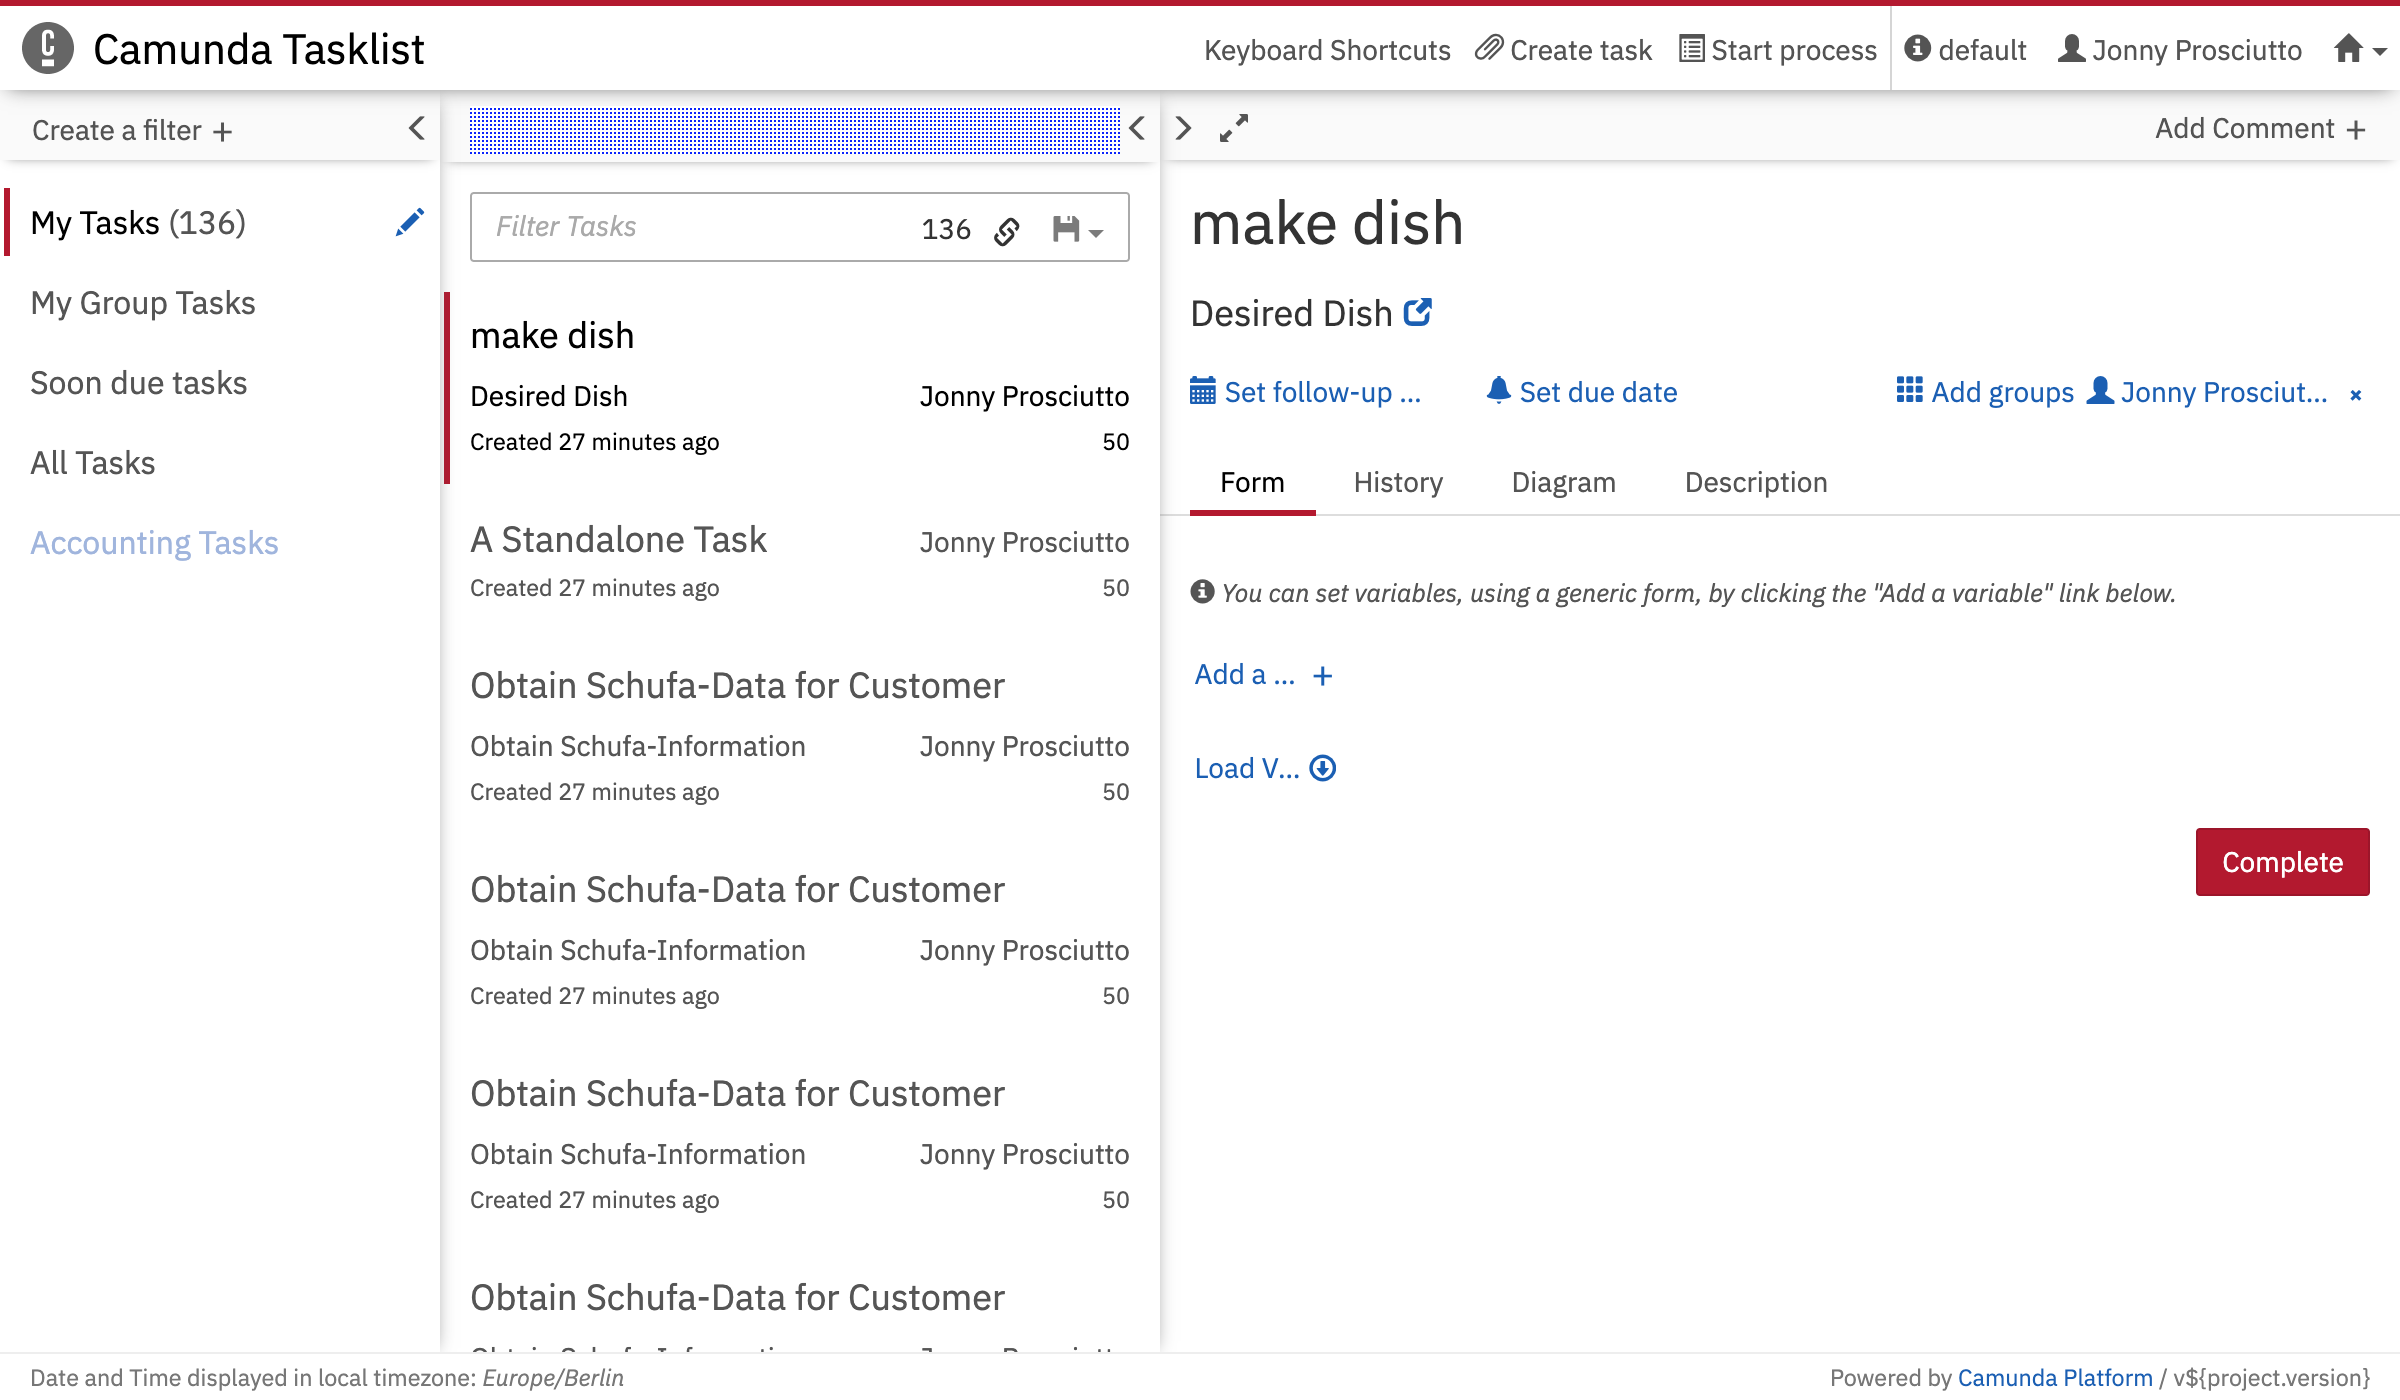 Camunda Tasklist
Keyboard Shortcuts Create task Start process default Jonny Prosciutto
Create a filter +
Add Comment +
My Tasks (136)
My Group Tasks
Soon due tasks
All Tasks
Accounting Tasks
Filter Tasks 136
make dish
Desired Dish Jonny Prosciutto
Created 27 minutes ago 50
A Standalone Task Jonny Prosciutto
Created 27 minutes ago 50
Obtain Schufa-Data for Customer
Obtain Schufa-Information Jonny Prosciutto
Created 27 minutes ago 50
Obtain Schufa-Data for Customer
Obtain Schufa-Information Jonny Prosciutto
Created 27 minutes ago 50
Obtain Schufa-Data for Customer
Obtain Schufa-Information Jonny Prosciutto
Created 27 minutes ago 50
Obtain Schufa-Data for Customer
make dish
Desired Dish
Set follow-up ... Set due date Add groups Jonny Prosciut... ×
Form History Diagram Description
You can set variables, using a generic form, by clicking the "Add a variable" link below.
Add a ... +
Load V...
Complete
Date and Time displayed in local timezone: Europe/Berlin
Powered by Camunda Platform / v${project.version}